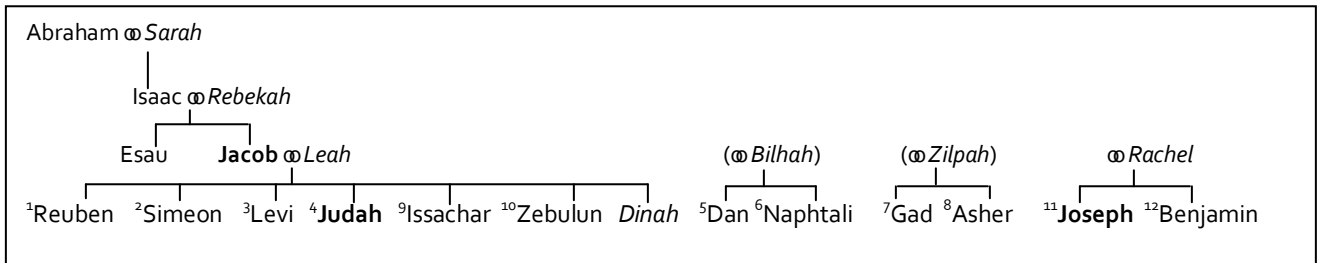 Abraham ⚭ Sarah
Isaac ⚭ Rebekah
Esau Jacob ⚭ Leah (⚭ Bilhah) (⚭ Zilpah) ⚭ Rachel
¹Reuben ²Simeon ³Levi ⁴Judah ⁹Issachar ¹⁰Zebulun Dinah ⁵Dan ⁶Naphtali ⁷Gad ⁸Asher ¹¹Joseph ¹²Benjamin